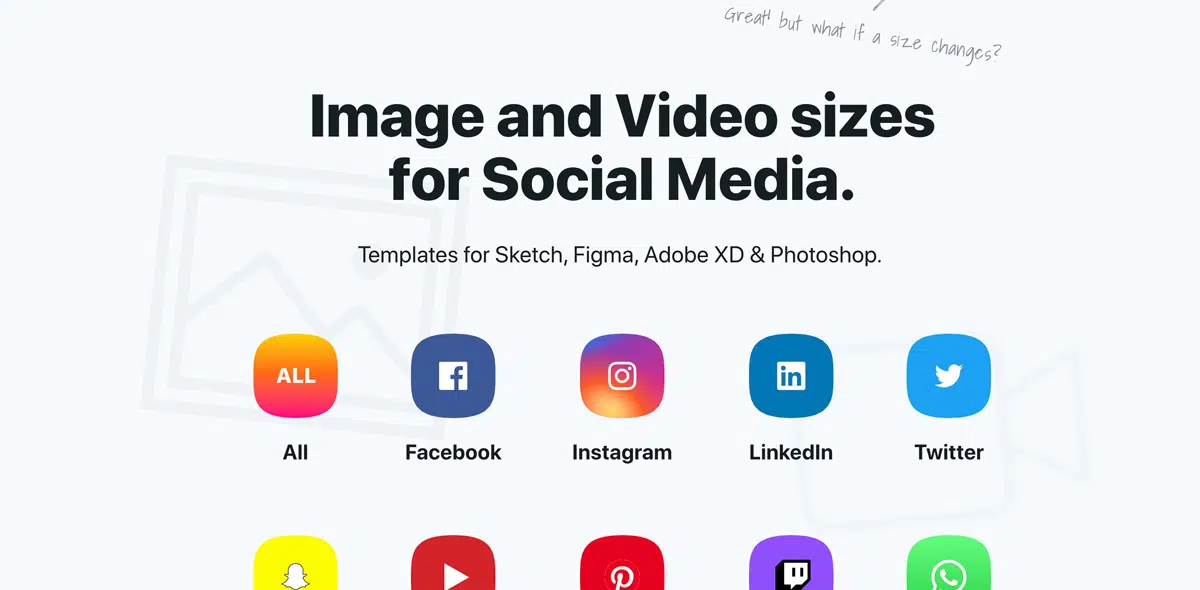 Great! but what if a size changes?
Image and Video sizes
for Social Media.
Templates for Sketch, Figma, Adobe XD & Photoshop.
ALL
in
All
Facebook
Instagram
LinkedIn
Twitter